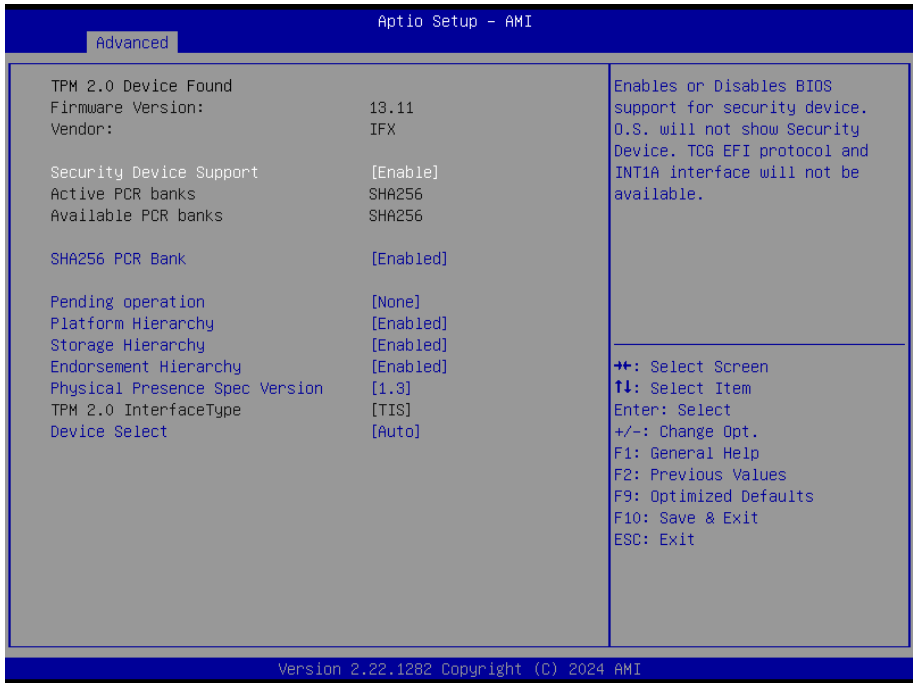 Aptio Setup – AMI
Advanced
TPM 2.0 Device Found
Firmware Version: 13.11
Vendor: IFX
Security Device Support [Enable]
Active PCR banks SHA256
Available PCR banks SHA256
SHA256 PCR Bank [Enabled]
Pending operation [None]
Platform Hierarchy [Enabled]
Storage Hierarchy [Enabled]
Endorsement Hierarchy [Enabled]
Physical Presence Spec Version [1.3]
TPM 2.0 InterfaceType [TIS]
Device Select [Auto]
Enables or Disables BIOS
support for security device.
O.S. will not show Security
Device. TCG EFI protocol and
INT1A interface will not be
available.
→←: Select Screen
↑↓: Select Item
Enter: Select
+/-: Change Opt.
F1: General Help
F2: Previous Values
F9: Optimized Defaults
F10: Save & Exit
ESC: Exit
Version 2.22.1282 Copyright (C) 2024 AMI